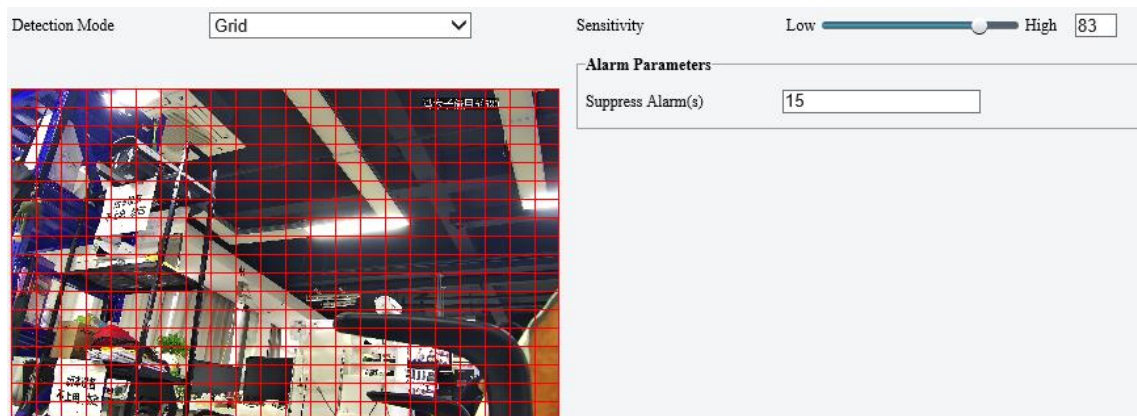 Detection Mode
Grid
Sensitivity
Low
High
83
Alarm Parameters
Suppress Alarm(s)
15